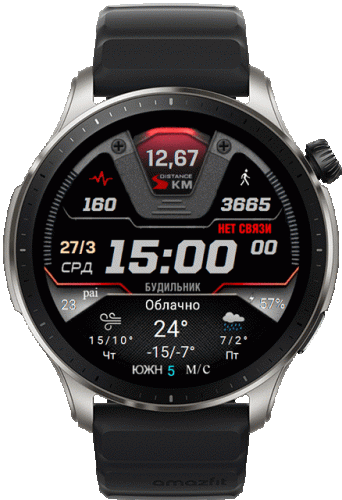 12,67
DISTANCE
KM
160
3665
НЕТ СВЯЗИ
27/3
15:00
00
СРД
БУДИЛЬНИК
23
pai
Облачно
57%
24°
15/10°
-15/-7°
7/2°
Чт
Пт
ЮЖН 5 М/С
amazfit